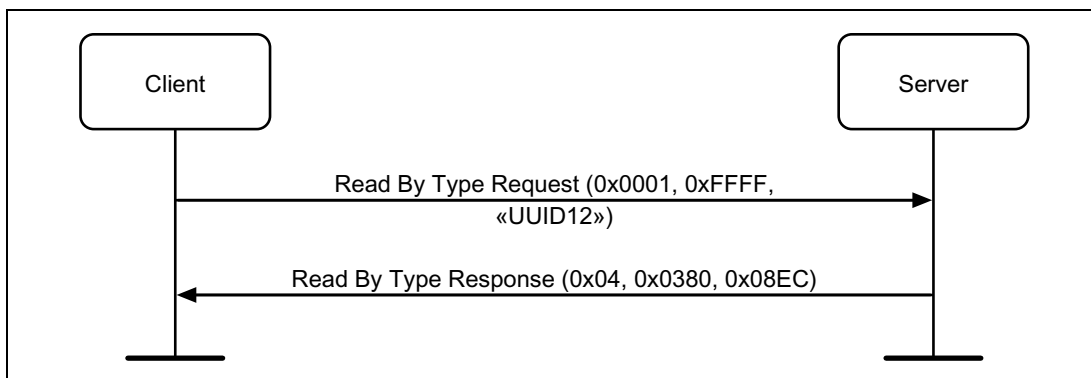 Client
Server
Read By Type Request (0x0001, 0xFFFF,
«UUID12»)
Read By Type Response (0x04, 0x0380, 0x08EC)